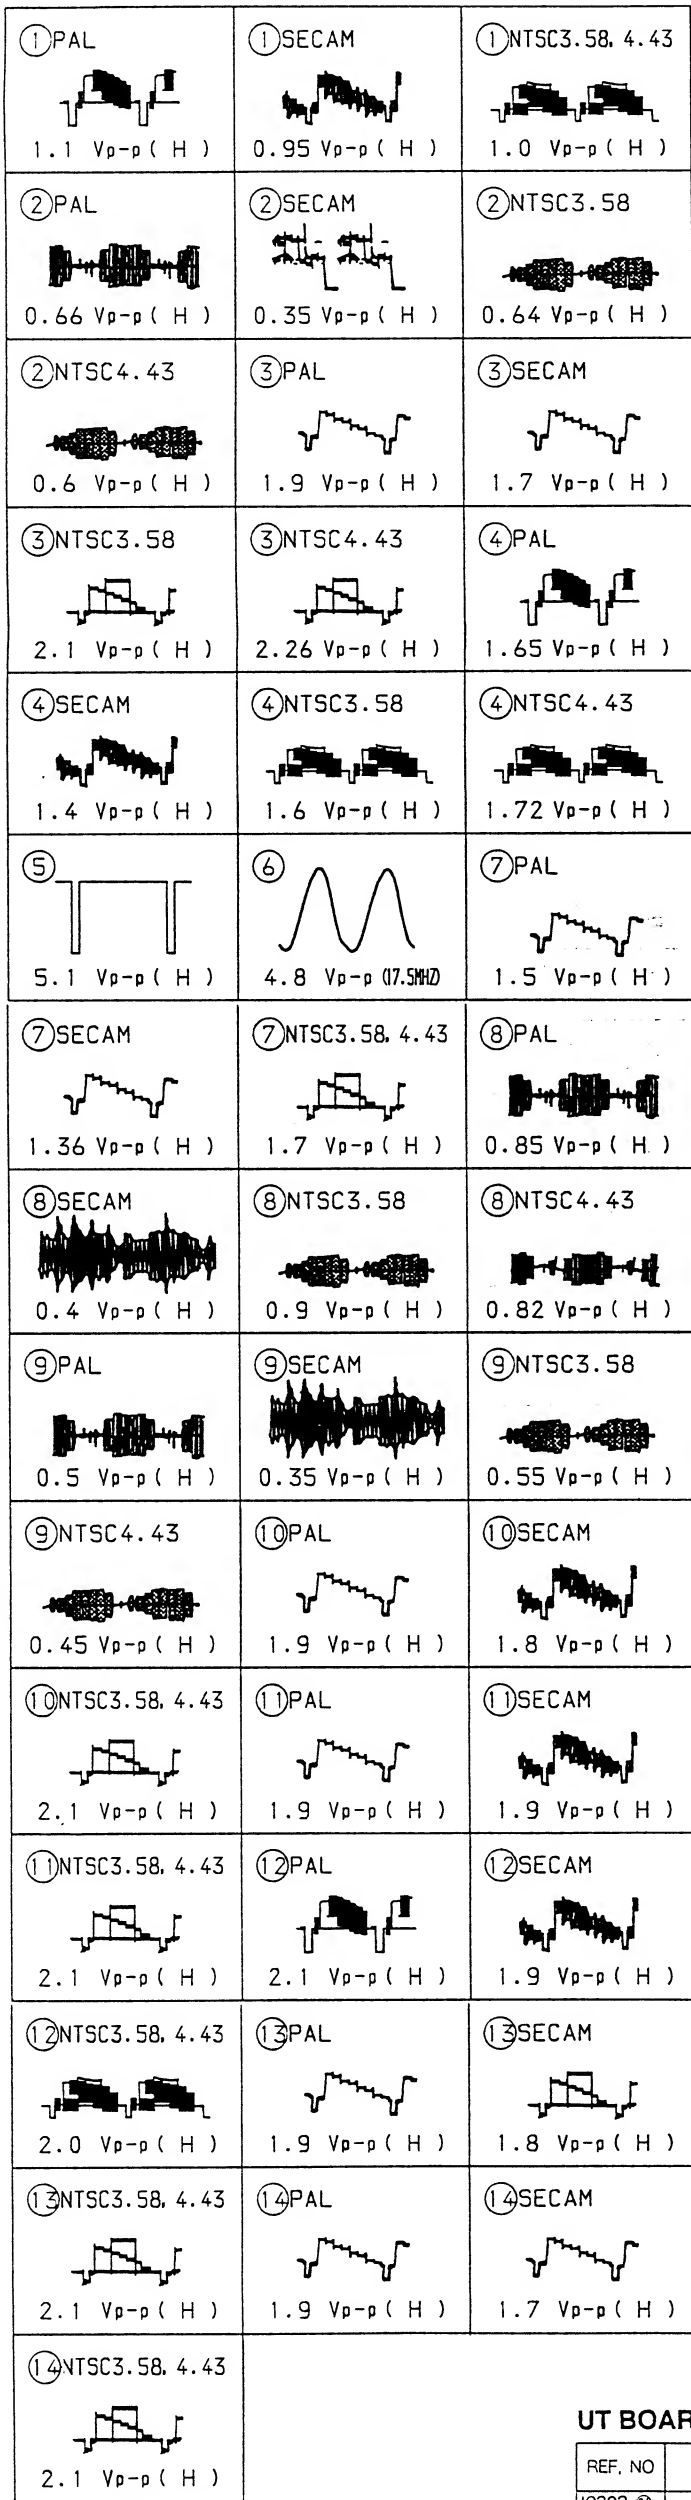 ①PAL
1.1 Vp-p ( H )
①SECAM
0.95 Vp-p ( H )
①NTSC3.58, 4.43
1.0 Vp-p ( H )
②PAL
0.66 Vp-p ( H )
②SECAM
0.35 Vp-p ( H )
②NTSC3.58
0.64 Vp-p ( H )
②NTSC4.43
0.6 Vp-p ( H )
③PAL
1.9 Vp-p ( H )
③SECAM
1.7 Vp-p ( H )
③NTSC3.58
2.1 Vp-p ( H )
③NTSC4.43
2.26 Vp-p ( H )
④PAL
1.65 Vp-p ( H )
④SECAM
1.4 Vp-p ( H )
④NTSC3.58
1.6 Vp-p ( H )
④NTSC4.43
1.72 Vp-p ( H )
⑤
5.1 Vp-p ( H )
⑥
4.8 Vp-p (17.5MHZ)
⑦PAL
1.5 Vp-p ( H )
⑦SECAM
1.36 Vp-p ( H )
⑦NTSC3.58, 4.43
1.7 Vp-p ( H )
⑧PAL
0.85 Vp-p ( H )
⑧SECAM
0.4 Vp-p ( H )
⑧NTSC3.58
0.9 Vp-p ( H )
⑧NTSC4.43
0.82 Vp-p ( H )
⑨PAL
0.5 Vp-p ( H )
⑨SECAM
0.35 Vp-p ( H )
⑨NTSC3.58
0.55 Vp-p ( H )
⑨NTSC4.43
0.45 Vp-p ( H )
⑩PAL
1.9 Vp-p ( H )
⑩SECAM
1.8 Vp-p ( H )
⑩NTSC3.58, 4.43
2.1 Vp-p ( H )
⑪PAL
1.9 Vp-p ( H )
⑪SECAM
1.9 Vp-p ( H )
⑪NTSC3.58, 4.43
2.1 Vp-p ( H )
⑫PAL
2.1 Vp-p ( H )
⑫SECAM
1.9 Vp-p ( H )
⑫NTSC3.58, 4.43
2.0 Vp-p ( H )
⑬PAL
1.9 Vp-p ( H )
⑬SECAM
1.8 Vp-p ( H )
⑬NTSC3.58, 4.43
2.1 Vp-p ( H )
⑭PAL
1.9 Vp-p ( H )
⑭SECAM
1.7 Vp-p ( H )
⑭NTSC3.58, 4.43
2.1 Vp-p ( H )
UT BOAR
REF, NO